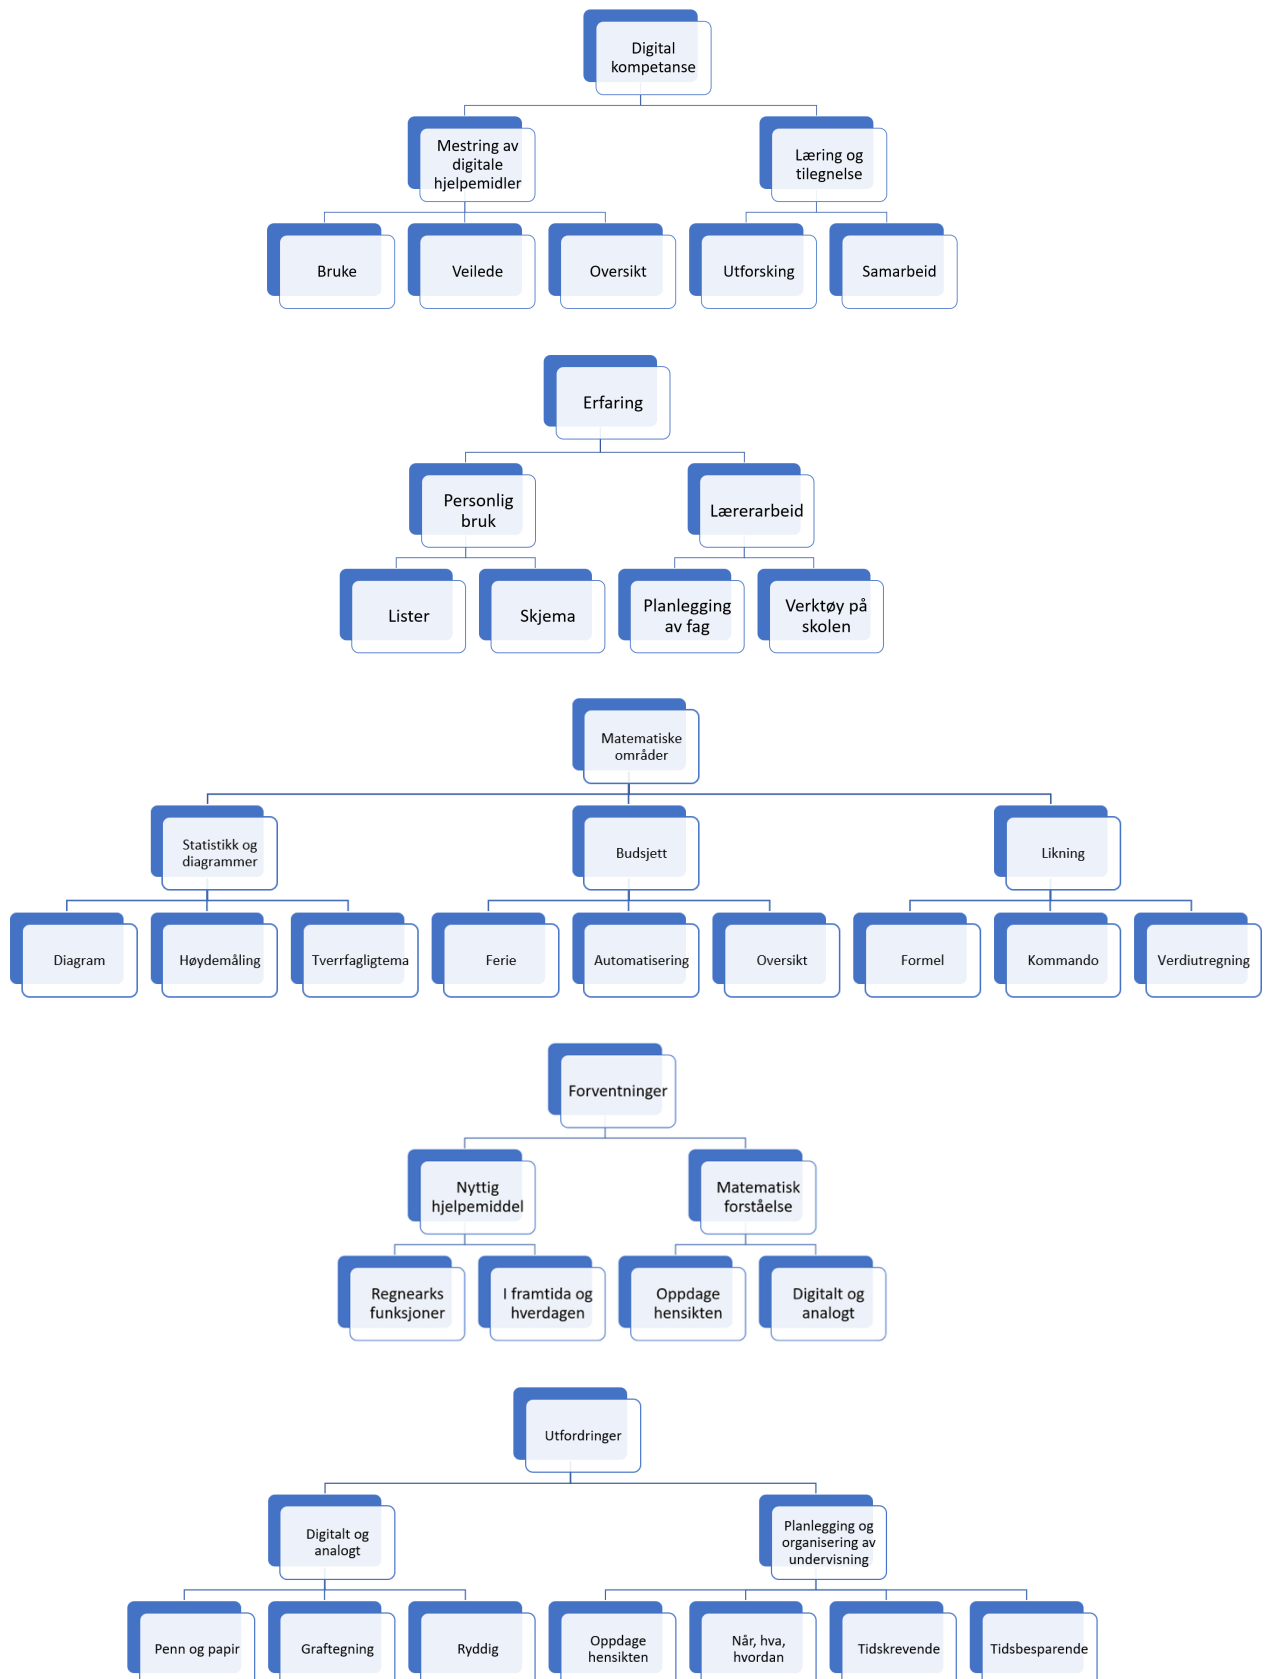 Digital
kompetanse
Mestring av
digitale
hjelpemidler
Læring og
tilegnelse
Bruke
Veilede
Oversikt
Utforsking
Samarbeid
Erfaring
Personlig
bruk
Lærerarbeid
Lister
Skjema
Planlegging
av fag
Verktøy på
skolen
Matematiske
områder
Statistikk og
diagrammer
Budsjett
Likning
Diagram
Høydemåling
Tverrfagligtema
Ferie
Automatisering
Oversikt
Formel
Kommando
Verdiutregning
Forventninger
Nyttig
hjelpemiddel
Matematisk
forståelse
Regnearks
funksjoner
I framtida og
hverdagen
Oppdage
hensikten
Digitalt og
analogt
Utfordringer
Digitalt og
analogt
Planlegging og
organisering av
undervisning
Penn og papir
Graftegning
Ryddig
Oppdage
hensikten
Når, hva,
hvordan
Tidskrevende
Tidsbesparende